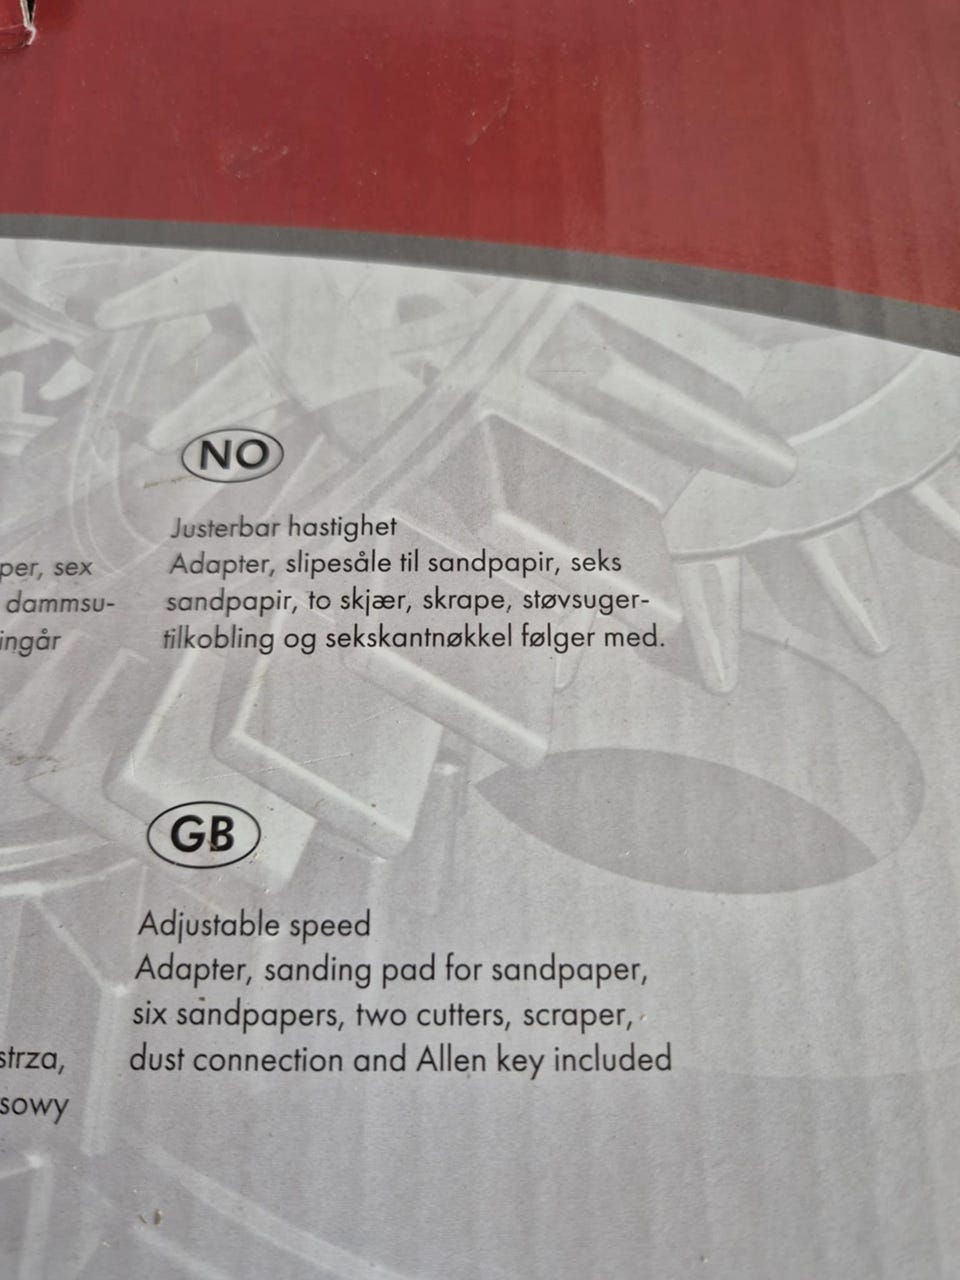 NO
Justerbar hastighet
Adapter, slipesåle til sandpapir, seks
sandpapir, to skjær, skrape, støvsuger-
tilkobling og sekskantnøkkel følger med.
per, sex
dammsu-
ingår
GB
Adjustable speed
Adapter, sanding pad for sandpaper,
six sandpapers, two cutters, scraper,
dust connection and Allen key included
strza,
sowy